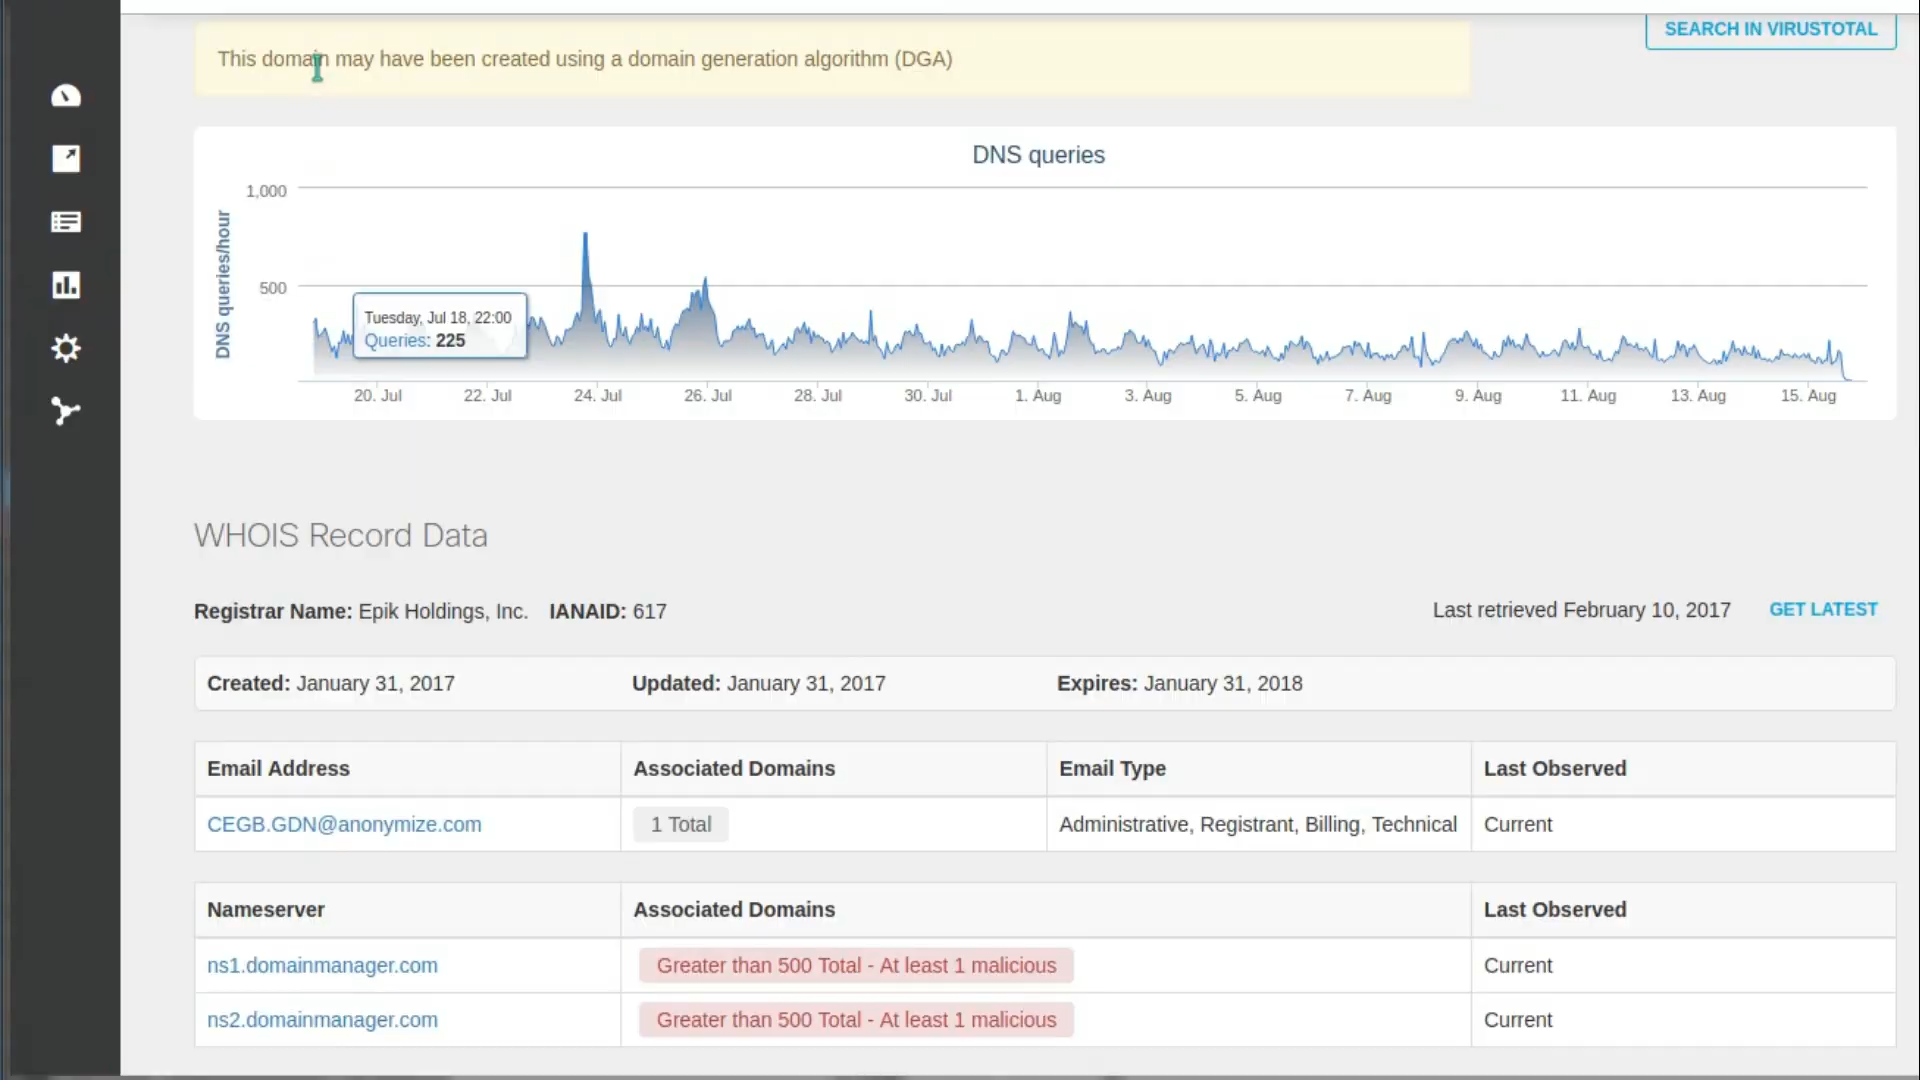 SEARCH IN VIRUSTOTAL
This domain may have been created using a domain generation algorithm (DGA)
DNS queries
DNS queries/hour
1,000
500
Tuesday, Jul 18, 22:00
Queries: 225
20. Jul 22. Jul 24. Jul 26. Jul 28. Jul 30. Jul 1. Aug 3. Aug 5. Aug 7. Aug 9. Aug 11. Aug 13. Aug 15. Aug
WHOIS Record Data
Registrar Name: Epik Holdings, Inc. IANAID: 617 Last retrieved February 10, 2017 GET LATEST
Created: January 31, 2017 Updated: January 31, 2017 Expires: January 31, 2018
Email Address Associated Domains Email Type Last Observed
CEGB.GDN@anonymize.com 1 Total Administrative, Registrant, Billing, Technical Current
Nameserver Associated Domains Last Observed
ns1.domainmanager.com Greater than 500 Total - At least 1 malicious Current
ns2.domainmanager.com Greater than 500 Total - At least 1 malicious Current